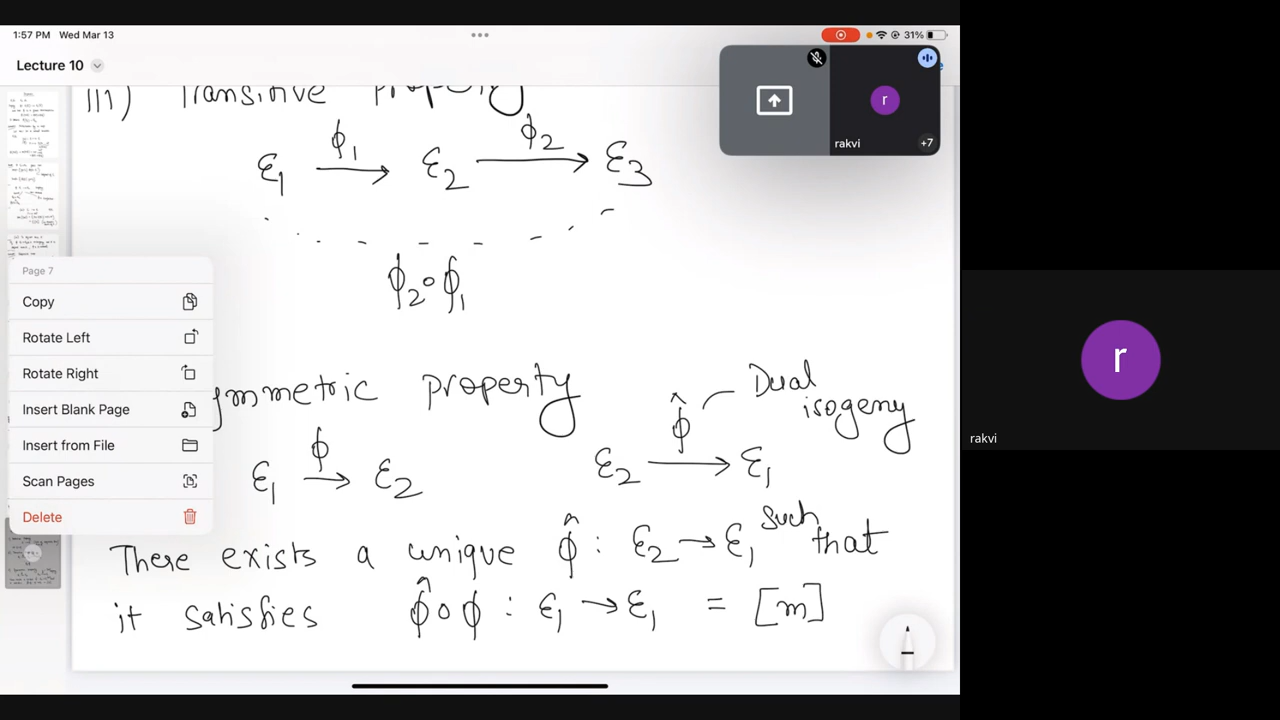 1:57 PM Wed Mar 13
31%
Lecture 10
rakvi
+7
r
III) Transitive Property
ε₁ —ϕ₁→ ε₂ —ϕ₂→ ε₃
ϕ₂∘ϕ₁
Page 7
Copy
Rotate Left
Rotate Right
Insert Blank Page
Insert from File
Scan Pages
Delete
ymmetric property
Dual isogeny
ε₁ —ϕ→ ε₂
ε₂ —ϕ̂→ ε₁
There exists a unique ϕ̂ : ε₂ → ε₁ such that
it satisfies ϕ̂∘ϕ : ε₁ → ε₁ = [m]
r
rakvi